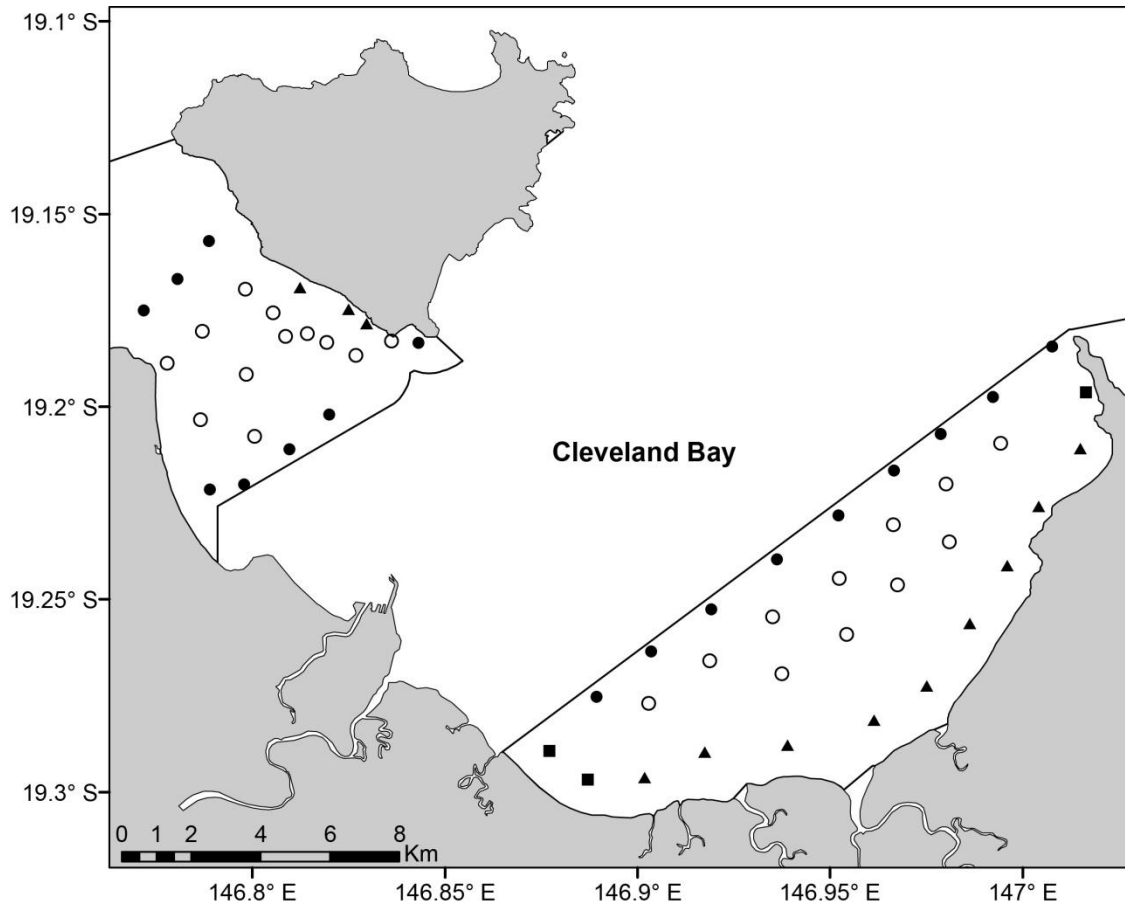 19.1° S
19.15° S
19.2° S
Cleveland Bay
19.25° S
19.3° S
0 1 2 4 6 8
Km
146.8° E 146.85° E 146.9° E 146.95° E 147° E